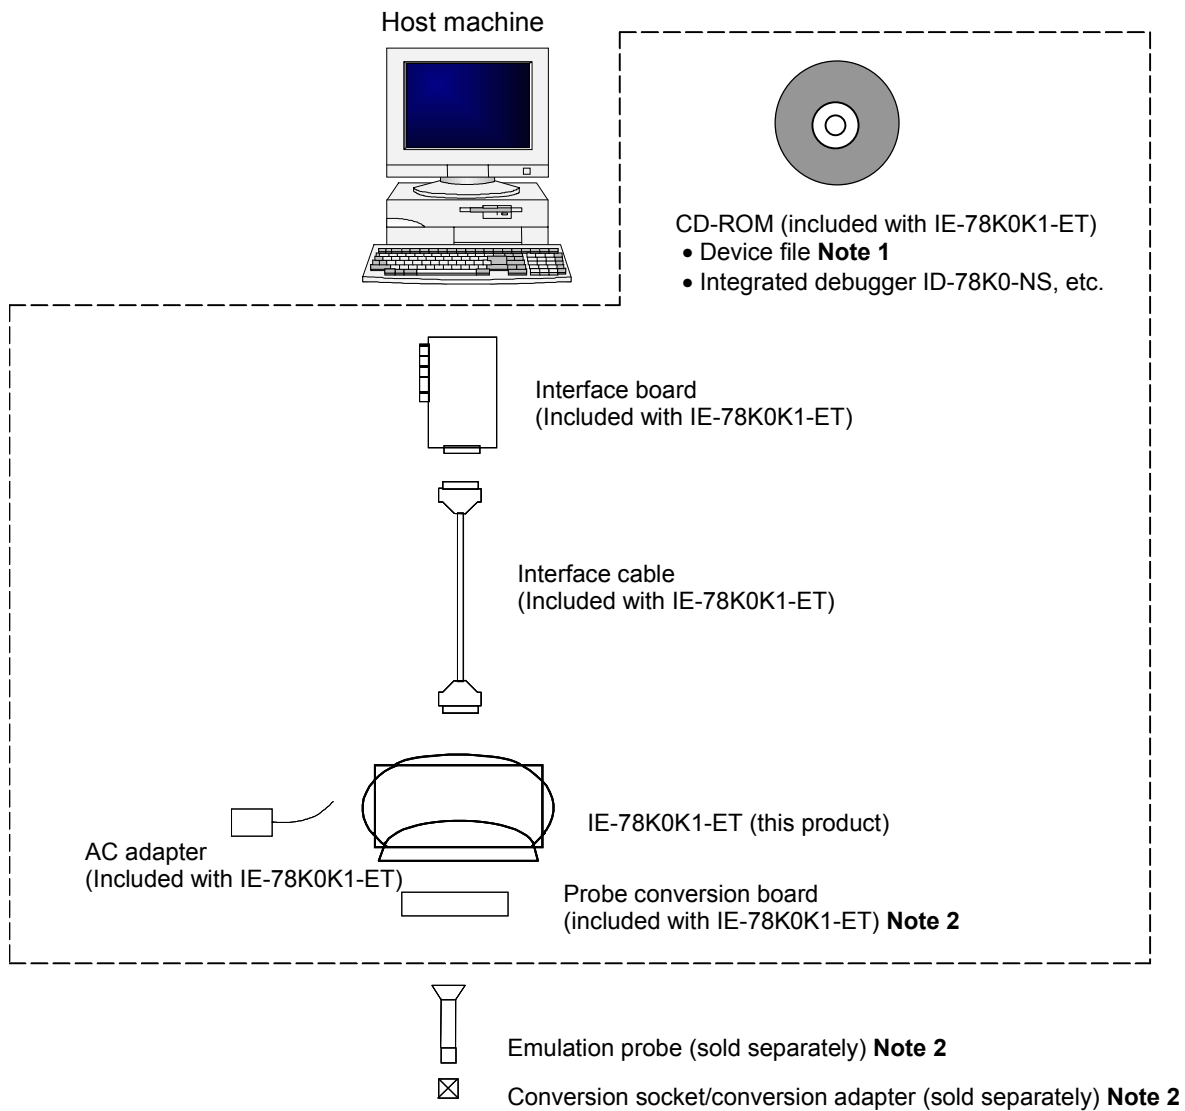 Host machine
CD-ROM (included with IE-78K0K1-ET)
• Device file Note 1
• Integrated debugger ID-78K0-NS, etc.
Interface board
(Included with IE-78K0K1-ET)
Interface cable
(Included with IE-78K0K1-ET)
IE-78K0K1-ET (this product)
AC adapter
(Included with IE-78K0K1-ET)
Probe conversion board
(included with IE-78K0K1-ET) Note 2
Emulation probe (sold separately) Note 2
Conversion socket/conversion adapter (sold separately) Note 2